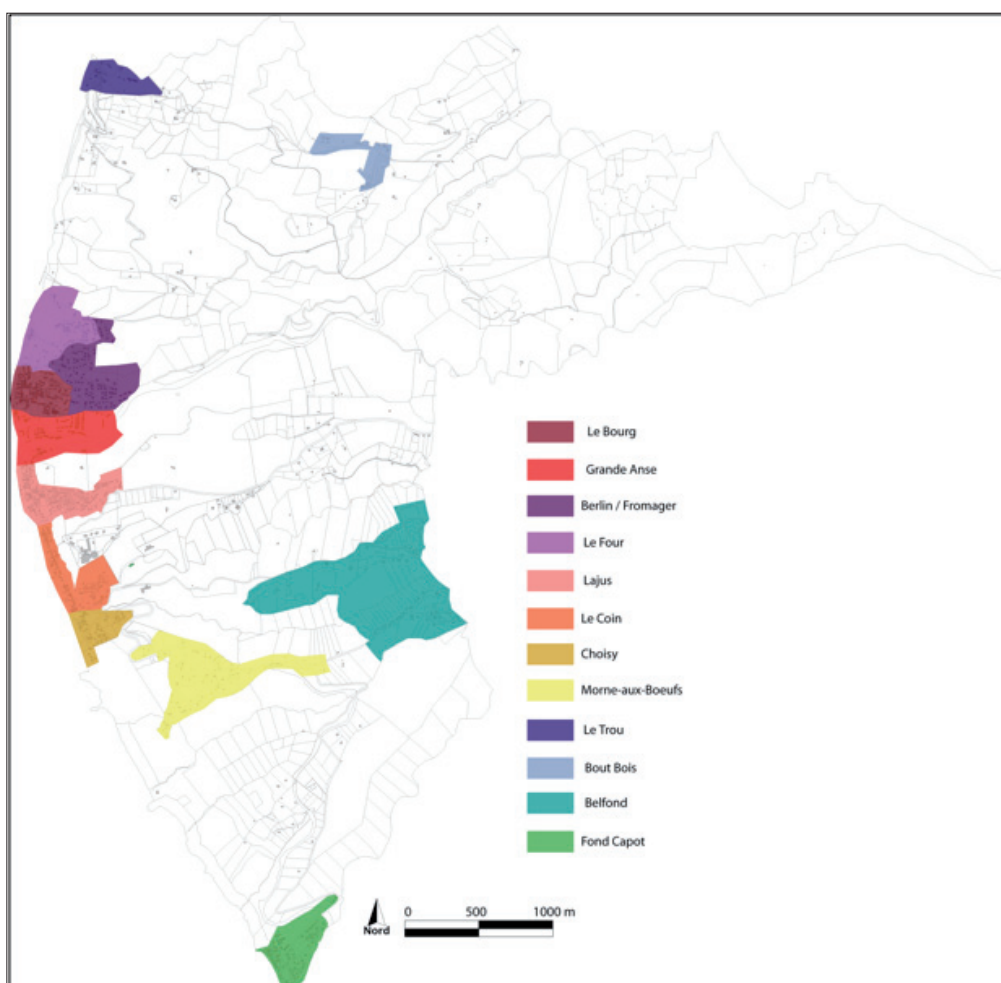 Le Bourg
Grande Anse
Berlin / Fromager
Le Four
Lajus
Le Coin
Choisy
Morne-aux-Boeufs
Le Trou
Bout Bois
Belfond
Fond Capot
Nord
0 500 1000 m